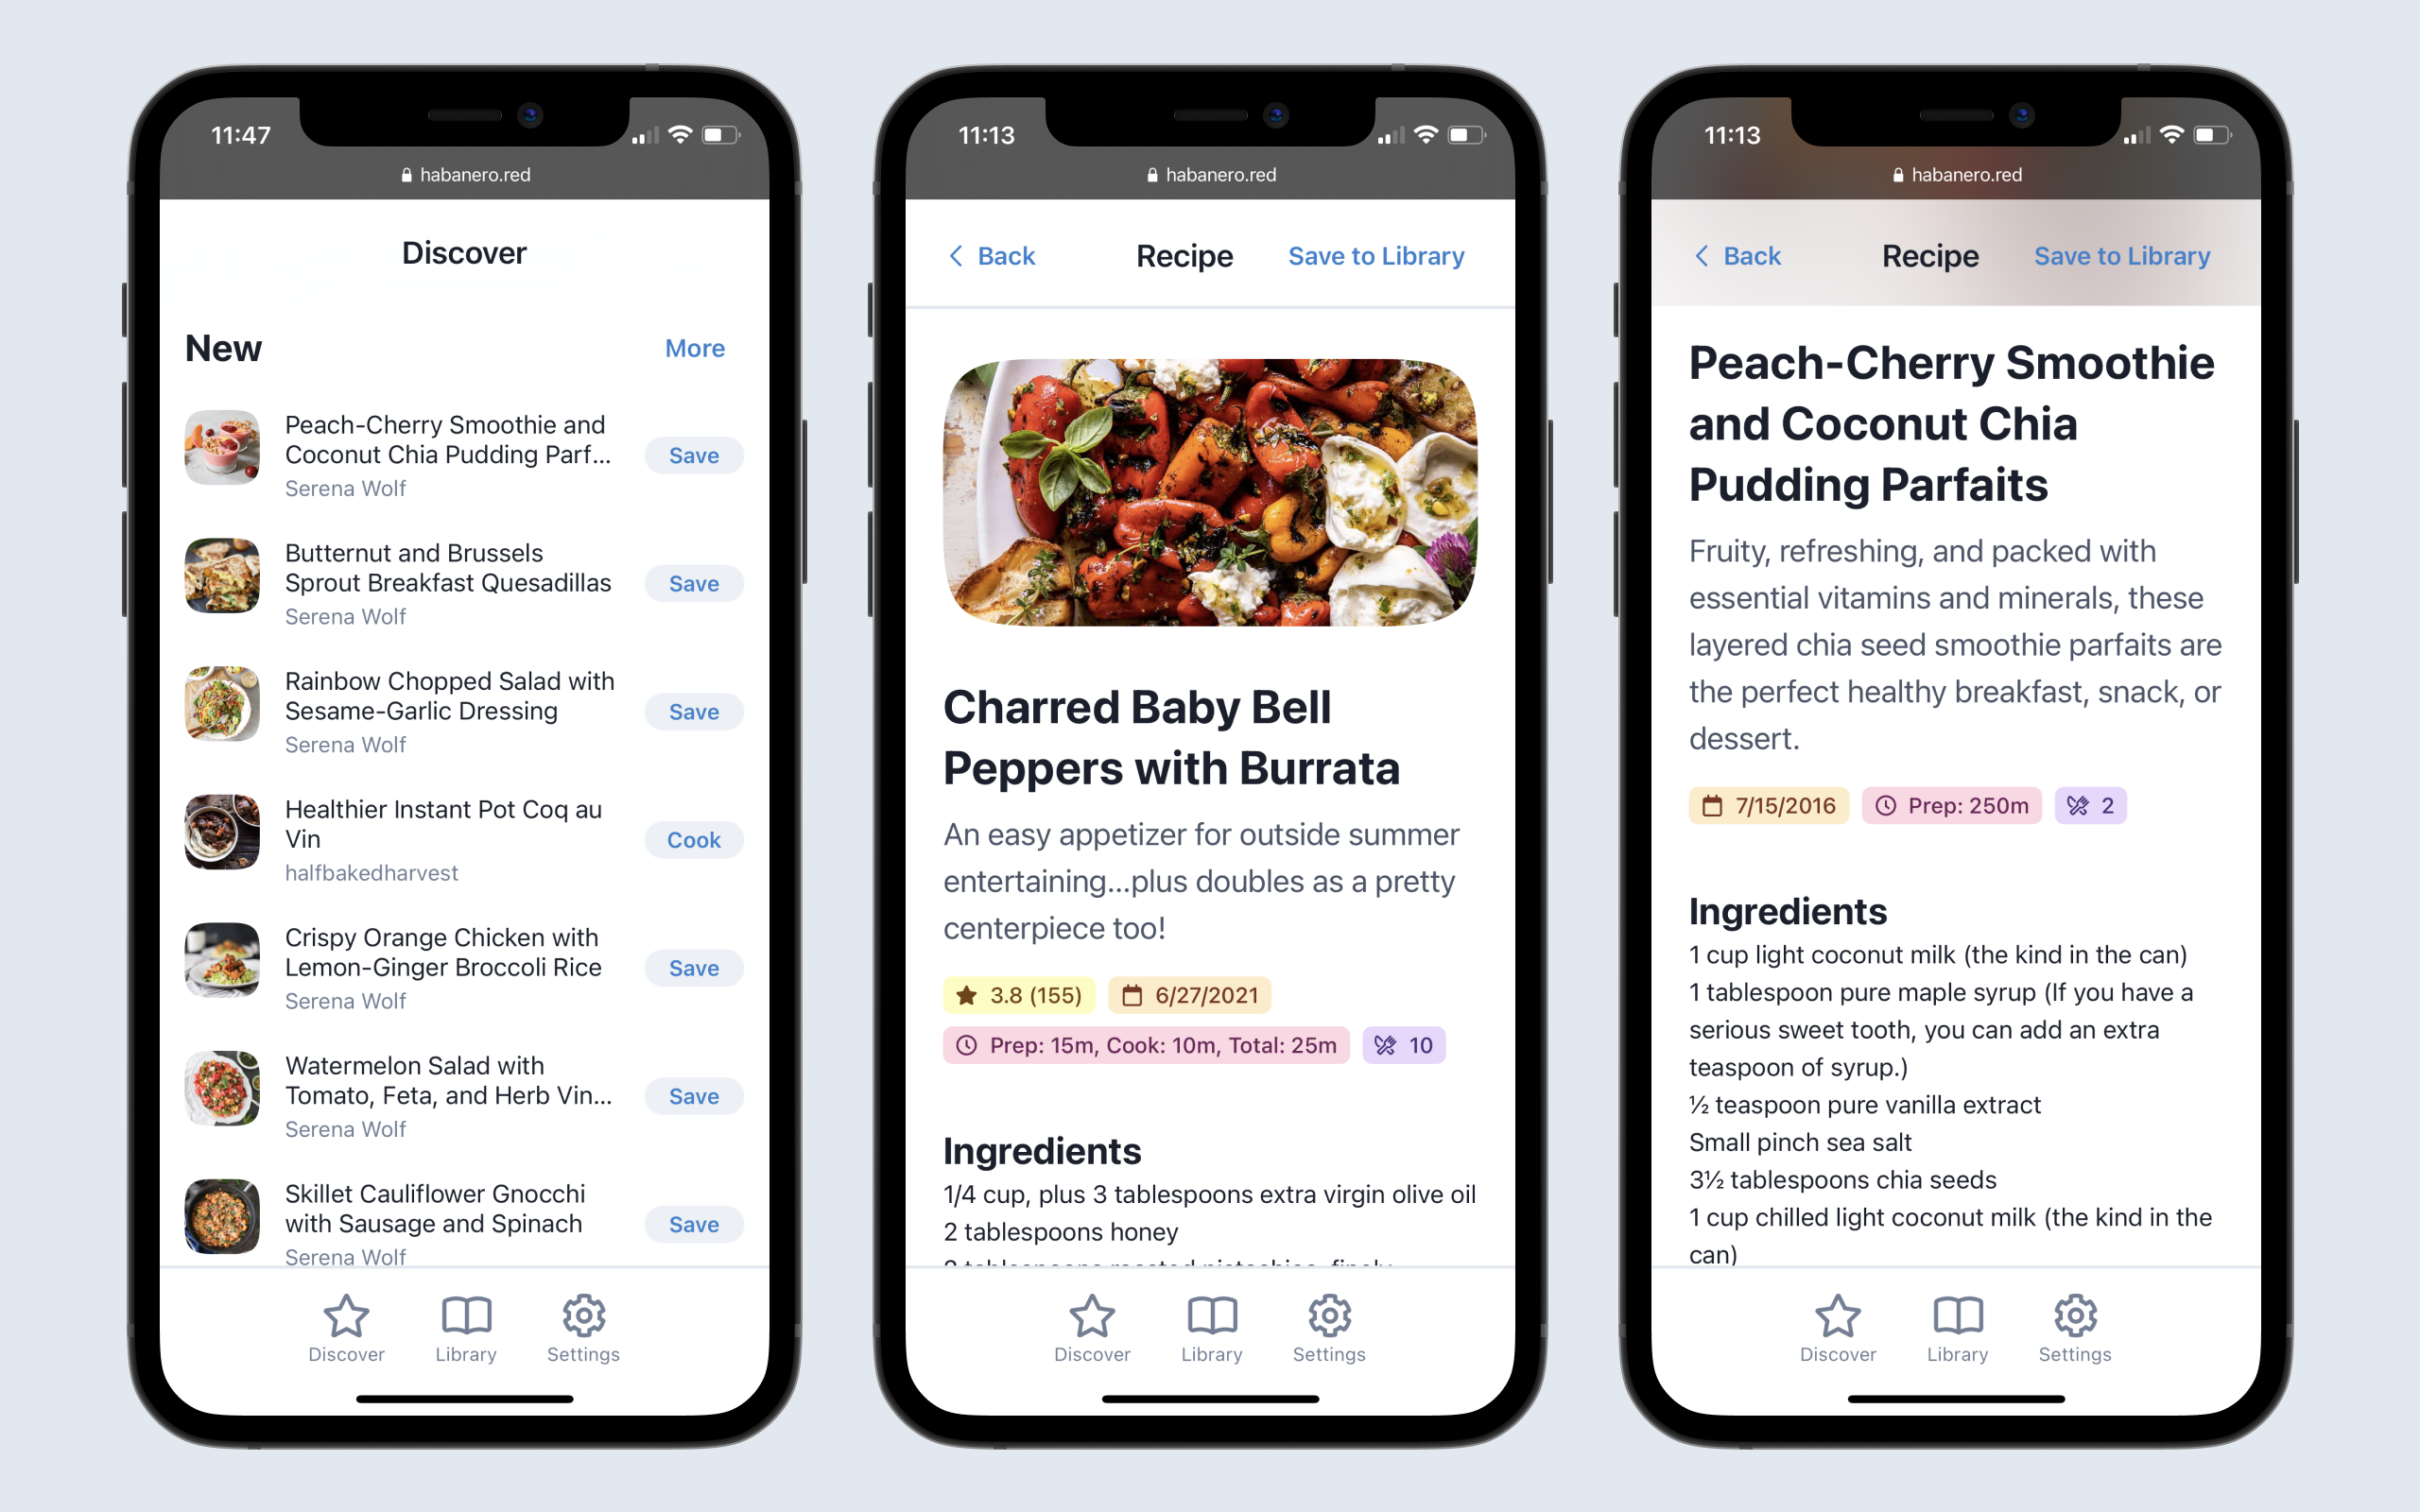 11:47
habanero.red
Discover
New
More
Peach-Cherry Smoothie and
Coconut Chia Pudding Parf...
Serena Wolf
Save
Butternut and Brussels
Sprout Breakfast Quesadillas
Serena Wolf
Save
Rainbow Chopped Salad with
Sesame-Garlic Dressing
Serena Wolf
Save
Healthier Instant Pot Coq au
Vin
halfbakedharvest
Cook
Crispy Orange Chicken with
Lemon-Ginger Broccoli Rice
Serena Wolf
Save
Watermelon Salad with
Tomato, Feta, and Herb Vin...
Serena Wolf
Save
Skillet Cauliflower Gnocchi
with Sausage and Spinach
Serena Wolf
Save
Discover
Library
Settings
11:13
habanero.red
Back
Recipe
Save to Library
Charred Baby Bell
Peppers with Burrata
An easy appetizer for outside summer
entertaining...plus doubles as a pretty
centerpiece too!
3.8 (155)
6/27/2021
Prep: 15m, Cook: 10m, Total: 25m
10
Ingredients
1/4 cup, plus 3 tablespoons extra virgin olive oil
2 tablespoons honey
2 tablespoons roasted pistachios, finely
Discover
Library
Settings
11:13
habanero.red
Back
Recipe
Save to Library
Peach-Cherry Smoothie
and Coconut Chia
Pudding Parfaits
Fruity, refreshing, and packed with
essential vitamins and minerals, these
layered chia seed smoothie parfaits are
the perfect healthy breakfast, snack, or
dessert.
7/15/2016
Prep: 250m
2
Ingredients
1 cup light coconut milk (the kind in the can)
1 tablespoon pure maple syrup (If you have a
serious sweet tooth, you can add an extra
teaspoon of syrup.)
½ teaspoon pure vanilla extract
Small pinch sea salt
3½ tablespoons chia seeds
1 cup chilled light coconut milk (the kind in the
can)
Discover
Library
Settings